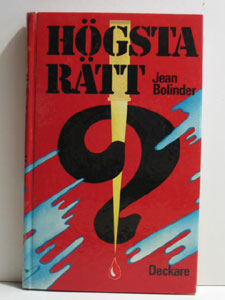 HÖGSTA
RÄTT
Jean
Bolinder
Deckare